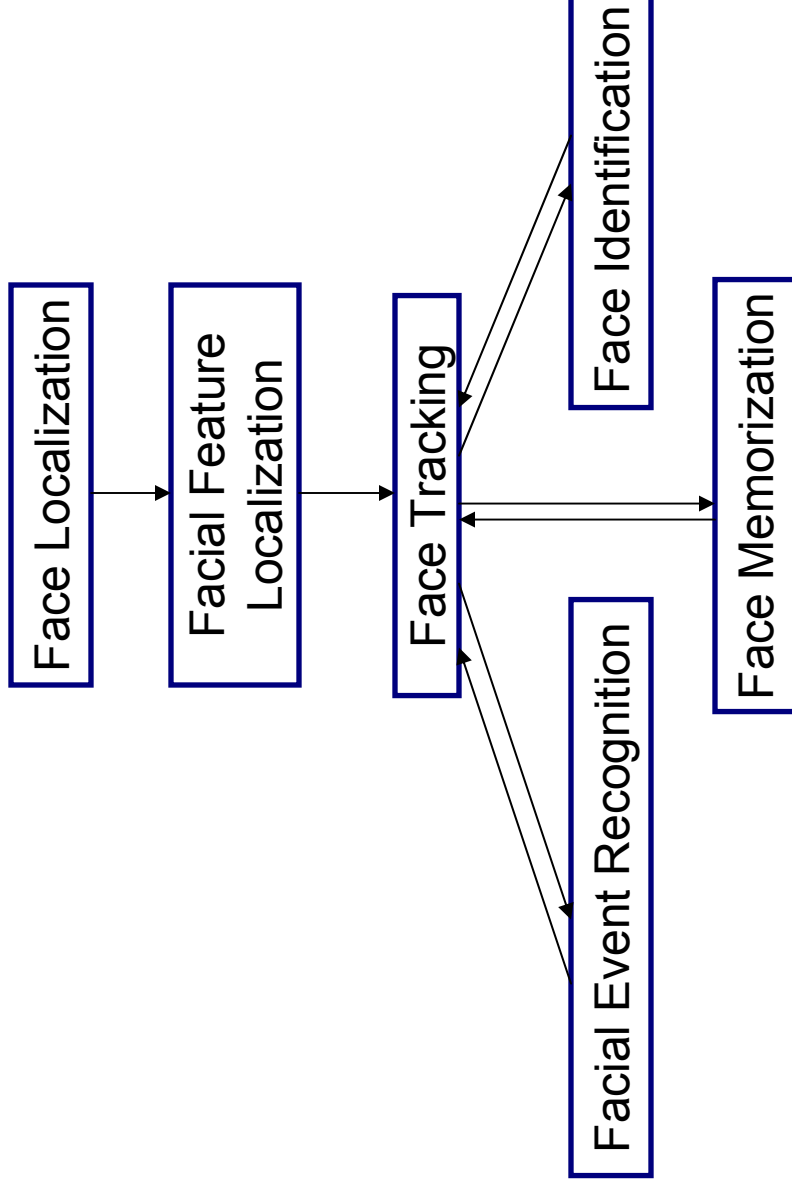 Face Localization
Facial Feature
Localization
Face Tracking
Facial Event Recognition
Face Identification
Face Memorization